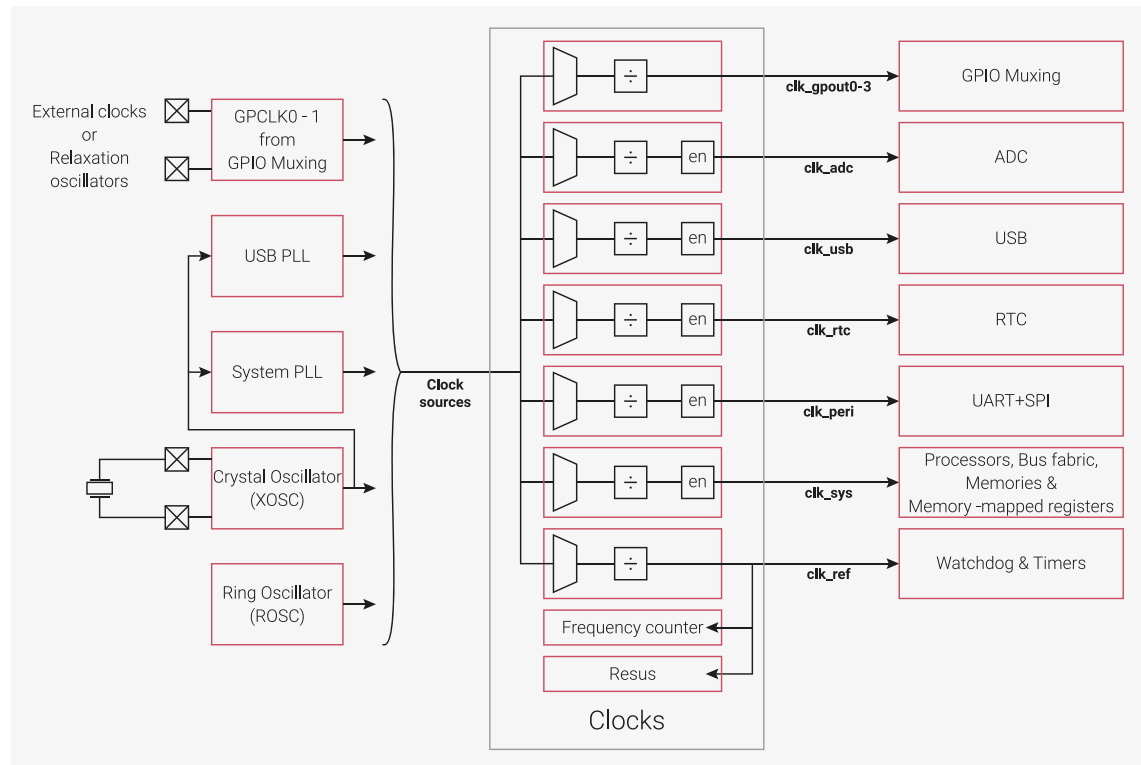 External clocks
or
Relaxation
oscillators
GPCLK0 - 1
from
GPIO Muxing
USB PLL
System PLL
Crystal Oscillator
(XOSC)
Ring Oscillator
(ROSC)
Clock
sources
÷
clk_gpout0-3
GPIO Muxing
÷
en
clk_adc
ADC
÷
en
clk_usb
USB
÷
en
clk_rtc
RTC
÷
en
clk_peri
UART+SPI
÷
en
clk_sys
Processors, Bus fabric,
Memories &
Memory -mapped registers
÷
clk_ref
Watchdog & Timers
Frequency counter
Resus
Clocks